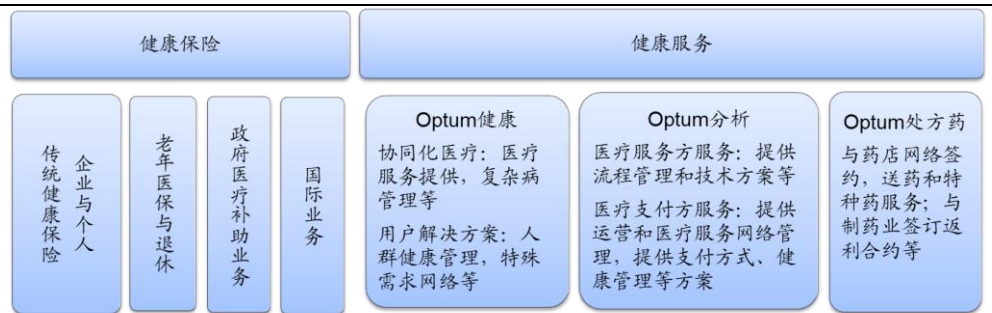 健康保险
健康服务
企业与个人
传统健康保险
老年医保与退休
政府医疗补助业务
国际业务
Optum健康
协同化医疗：医疗
服务提供，复杂病
管理等
用户解决方案：人
群健康管理，特殊
需求网络等
Optum分析
医疗服务方服务：提供
流程管理和技术方案等
医疗支付方服务：提供
运营和医疗服务网络管
理，提供支付方式、健
康管理等方案
Optum处方药
与药店网络签
约，送药和特
种药服务；与
制药业签订返
利合约等